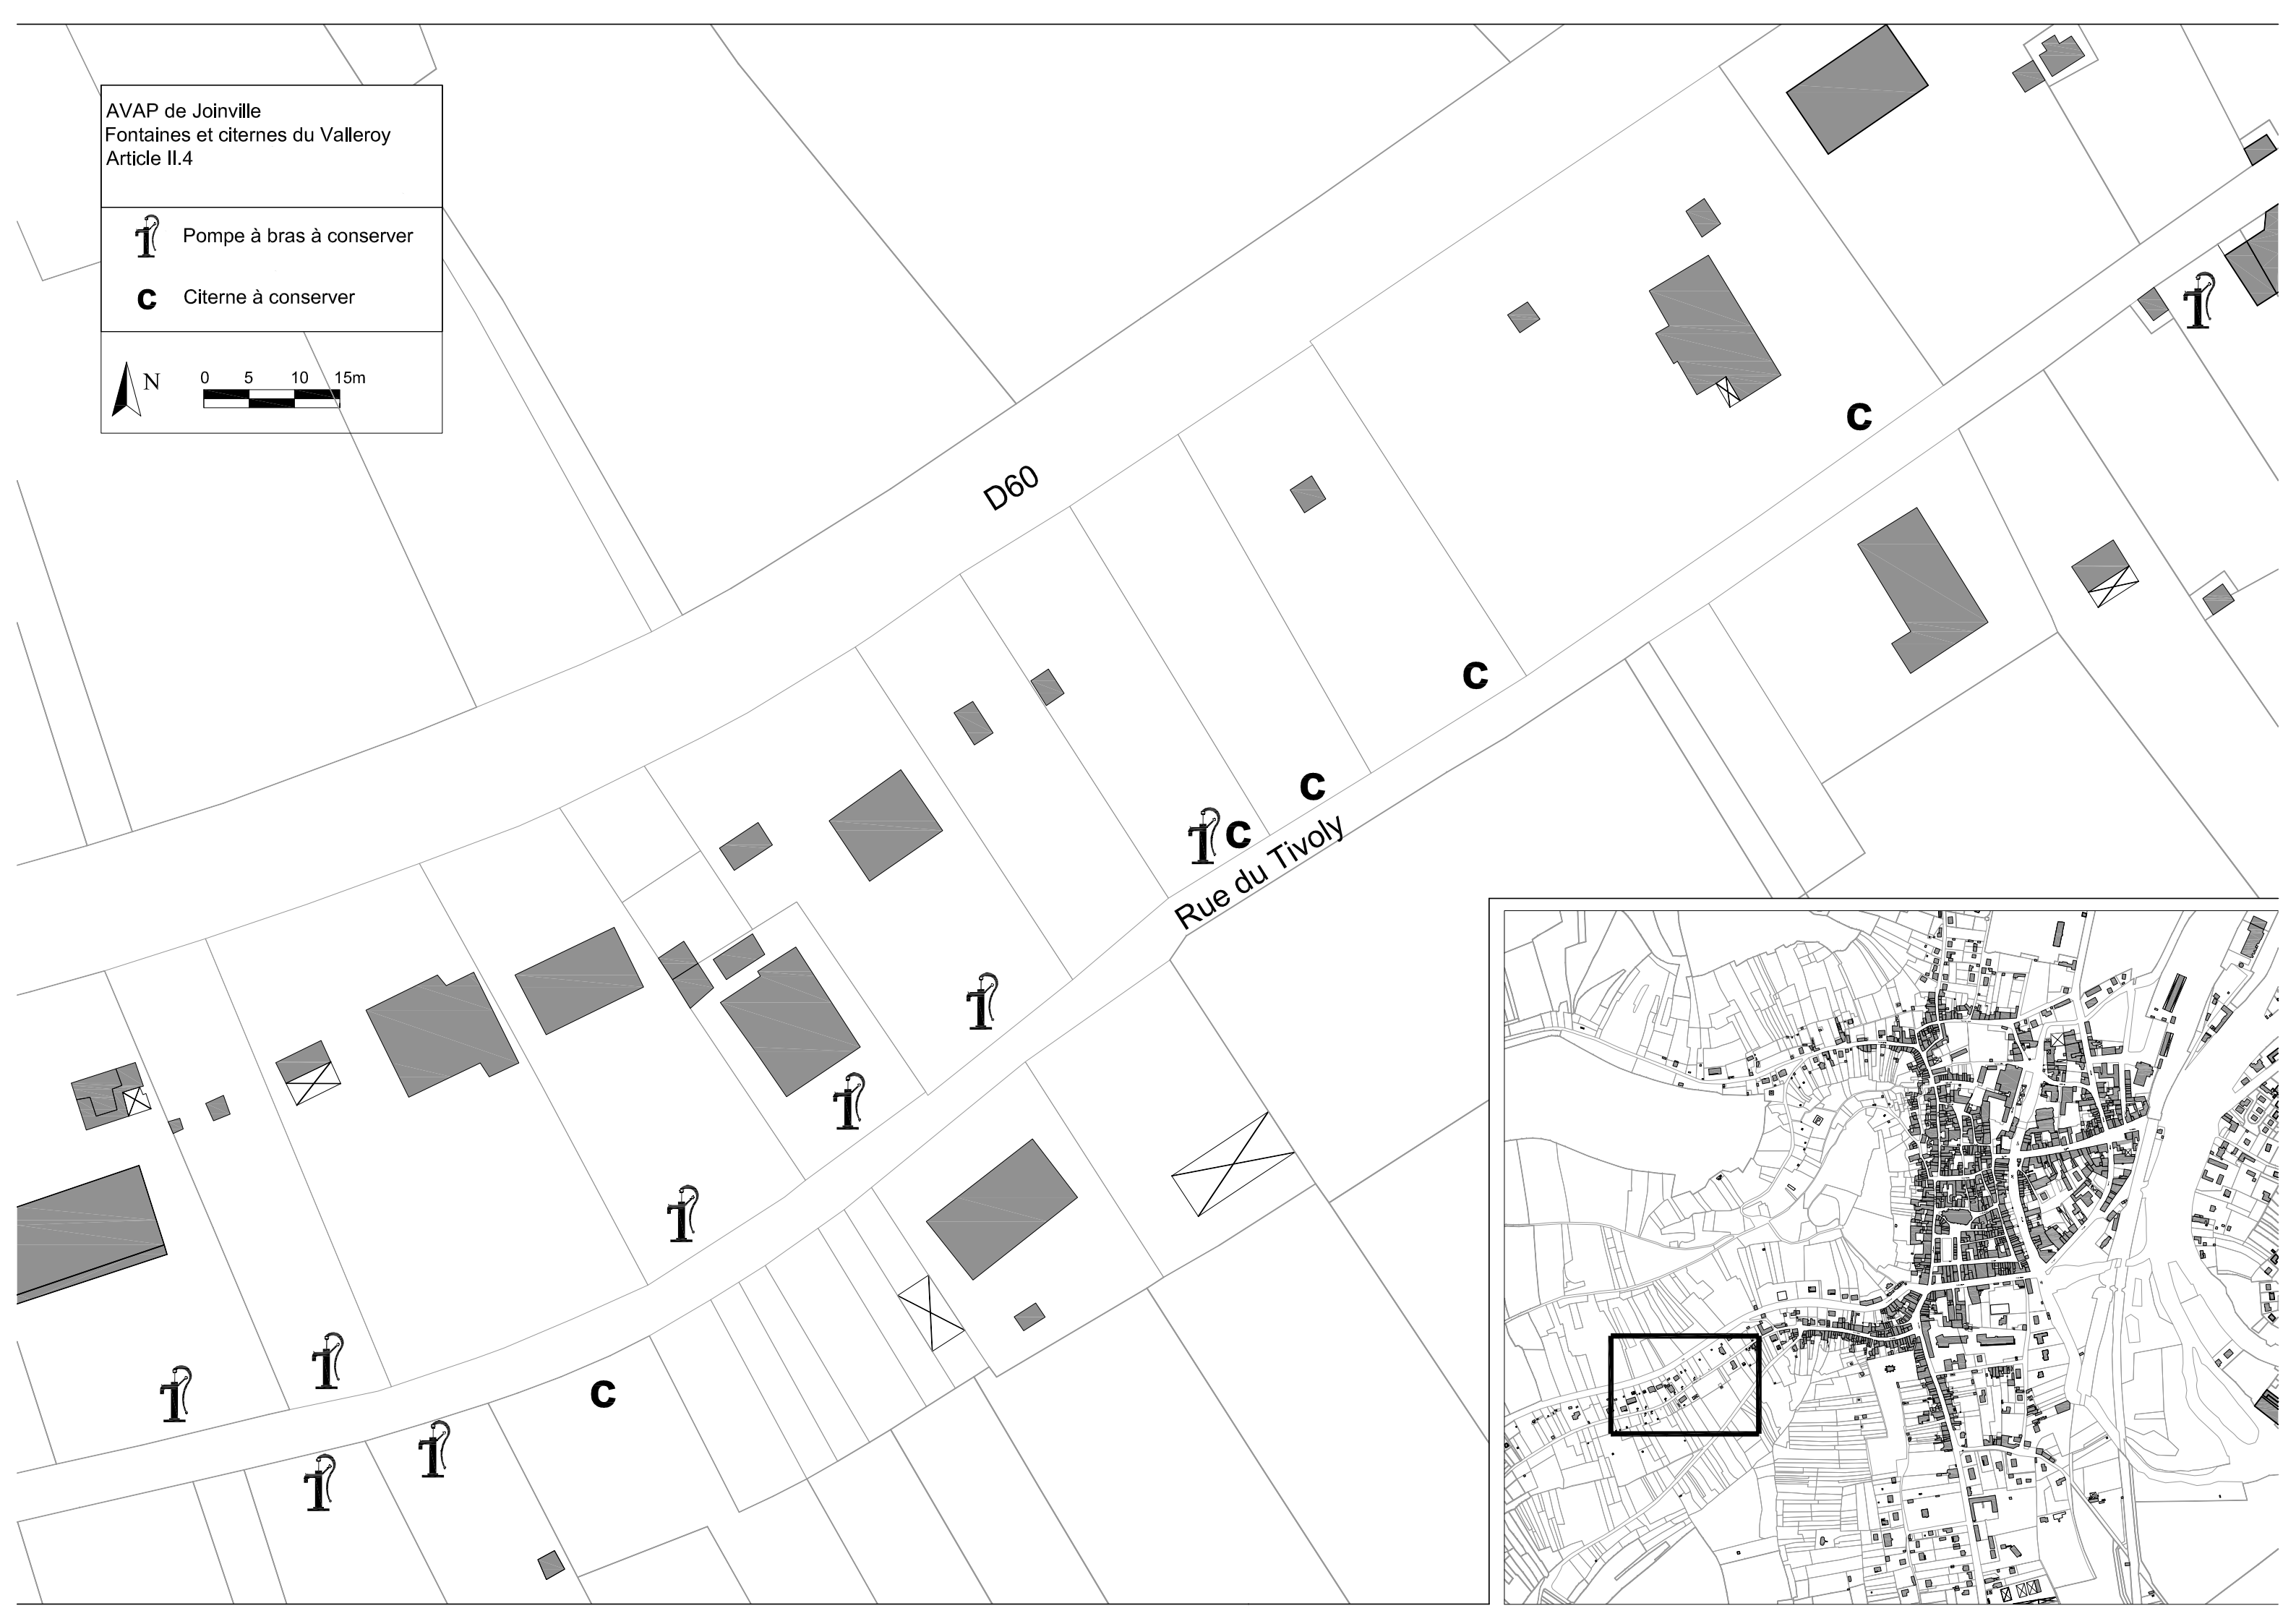 AVAP de Joinville
Fontaines et citernes du Valleroy
Article II.4
Pompe à bras à conserver
C Citerne à conserver
N
0 5 10 15m
D60
C
C
C
C
Rue du Tivoly
C